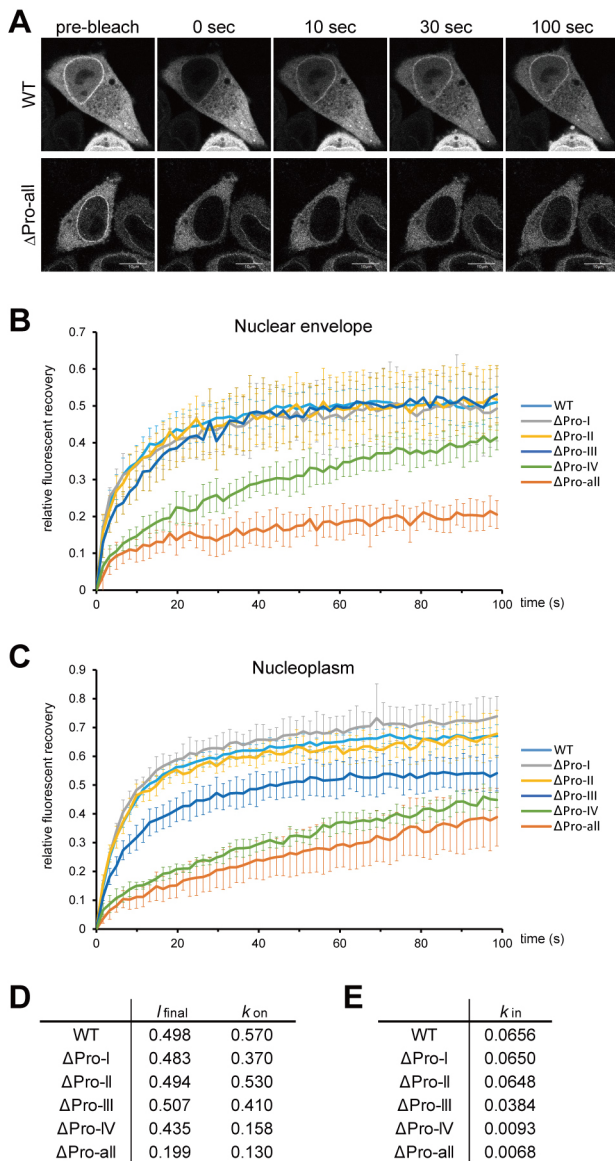 A
pre-bleach 0 sec 10 sec 30 sec 100 sec
WT
ΔPro-all
10μm 10μm 10μm 10μm 10μm
B
Nuclear envelope
relative fluorescent recovery
0.7
0.6
0.5
0.4
0.3
0.2
0.1
0
0 20 40 60 80 100 time (s)
WT
ΔPro-I
ΔPro-II
ΔPro-III
ΔPro-IV
ΔPro-all
C
Nucleoplasm
relative fluorescent recovery
0.9
0.8
0.7
0.6
0.5
0.4
0.3
0.2
0.1
0
0 20 40 60 80 100 time (s)
WT
ΔPro-I
ΔPro-II
ΔPro-III
ΔPro-IV
ΔPro-all
D
I final k on
WT 0.498 0.570
ΔPro-I 0.483 0.370
ΔPro-II 0.494 0.530
ΔPro-III 0.507 0.410
ΔPro-IV 0.435 0.158
ΔPro-all 0.199 0.130
E
k in
WT 0.0656
ΔPro-I 0.0650
ΔPro-II 0.0648
ΔPro-III 0.0384
ΔPro-IV 0.0093
ΔPro-all 0.0068